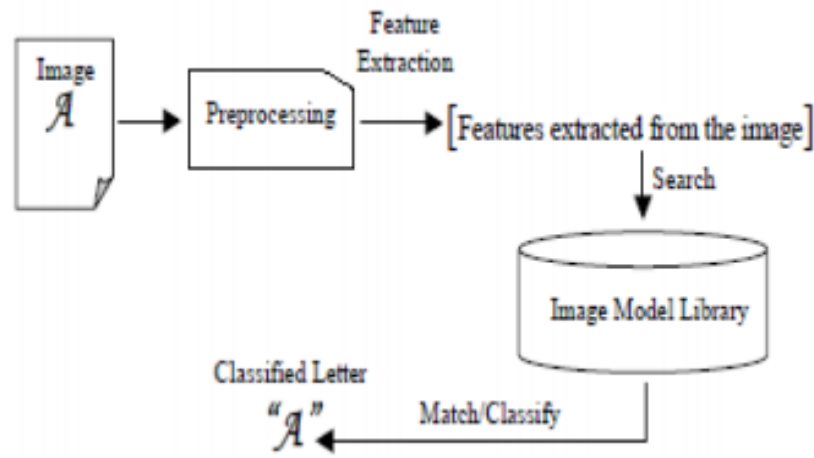 Image
A
Preprocessing
Feature
Extraction
[Features extracted from the image]
Search
Image Model Library
Match/Classify
Classified Letter
“A”